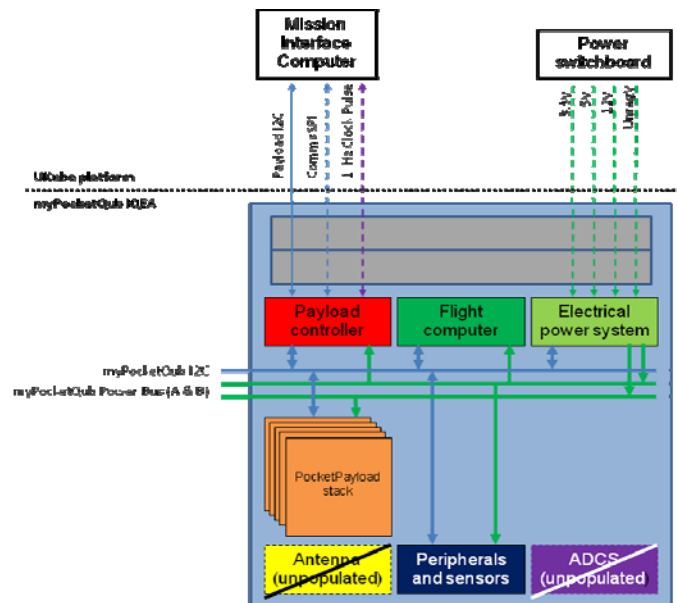 Mission
Interface
Computer
Power
switchboard
Payload I2C
Comms SPI
1 Hz Clock Pulse
3.3V
5V
12V
UnregV
UKube platform
myPocketQub
Payload
controller
Flight
computer
Electrical
power system
myPocketQub I2C
myPocketQub Power Bus (A & B)
PocketPayload
stack
Antenna
(unpopulated)
Peripherals
and sensors
ADCS
(unpopulated)